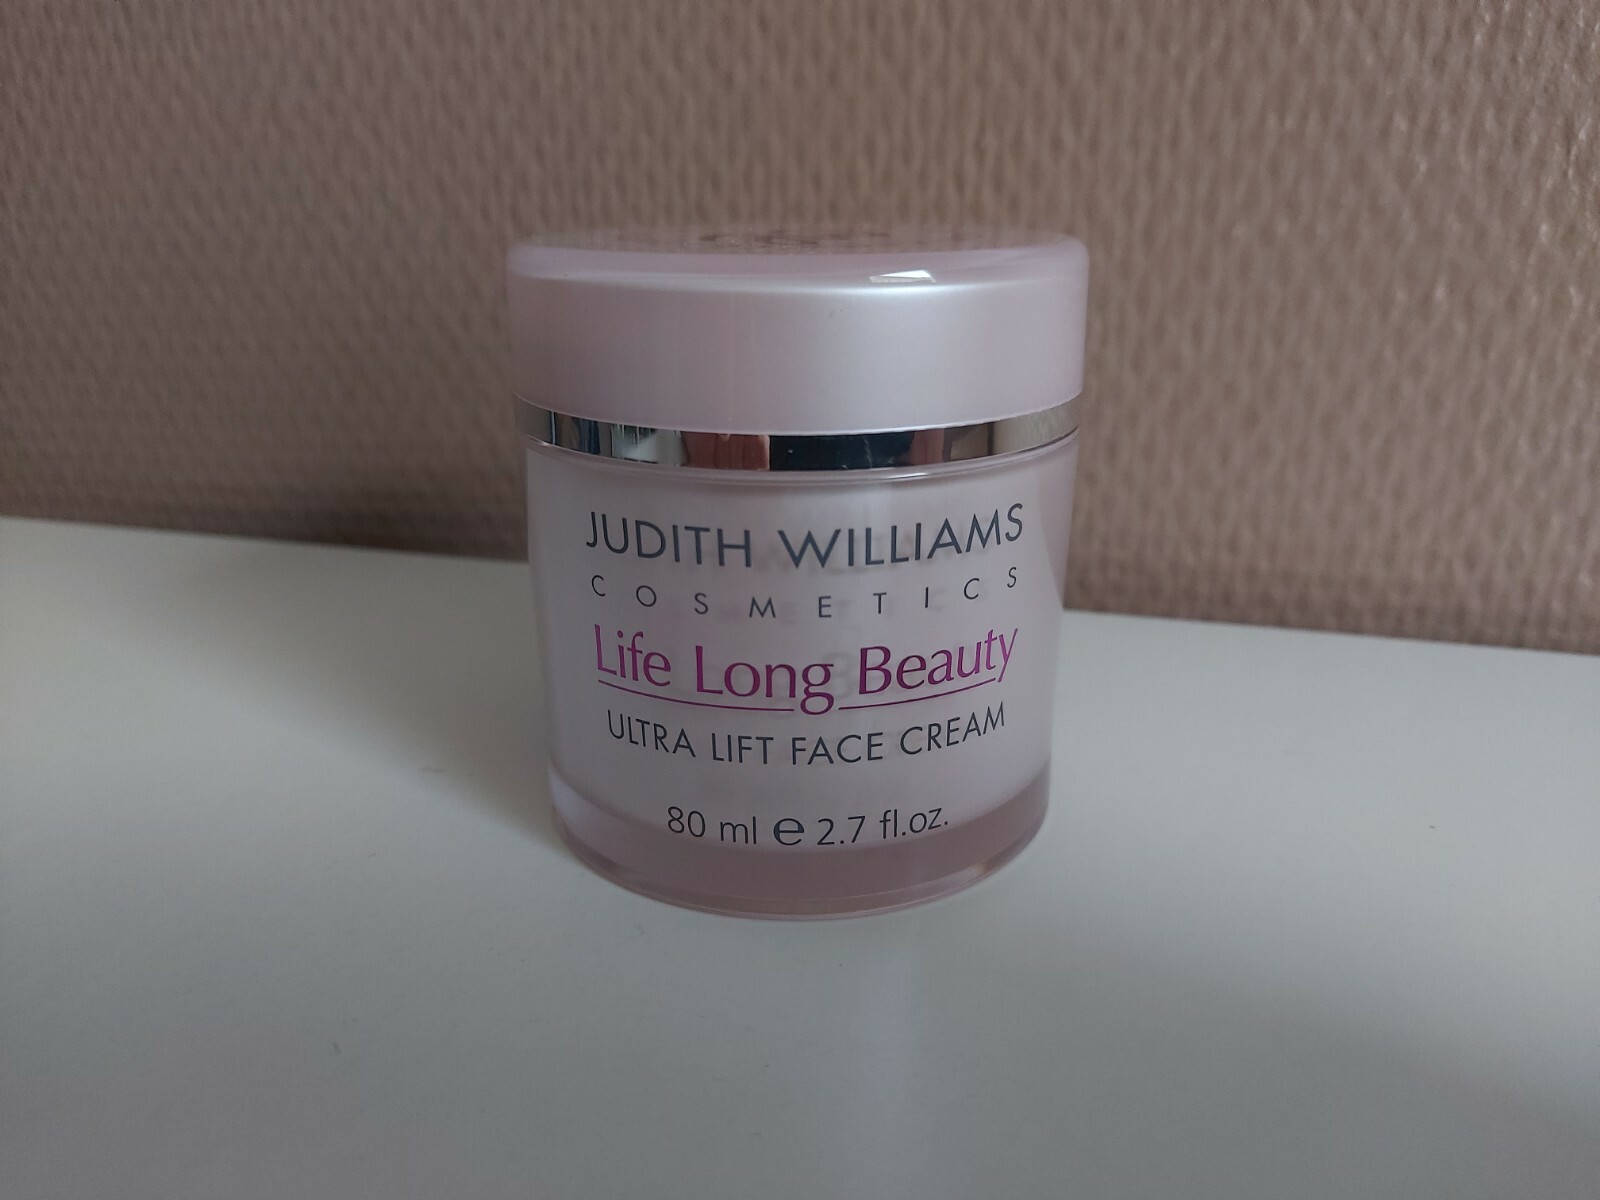 JUDITH WILLIAMS
COSMETICS
Life Long Beauty
ULTRA LIFT FACE CREAM
80 ml ℮ 2.7 fl.oz.